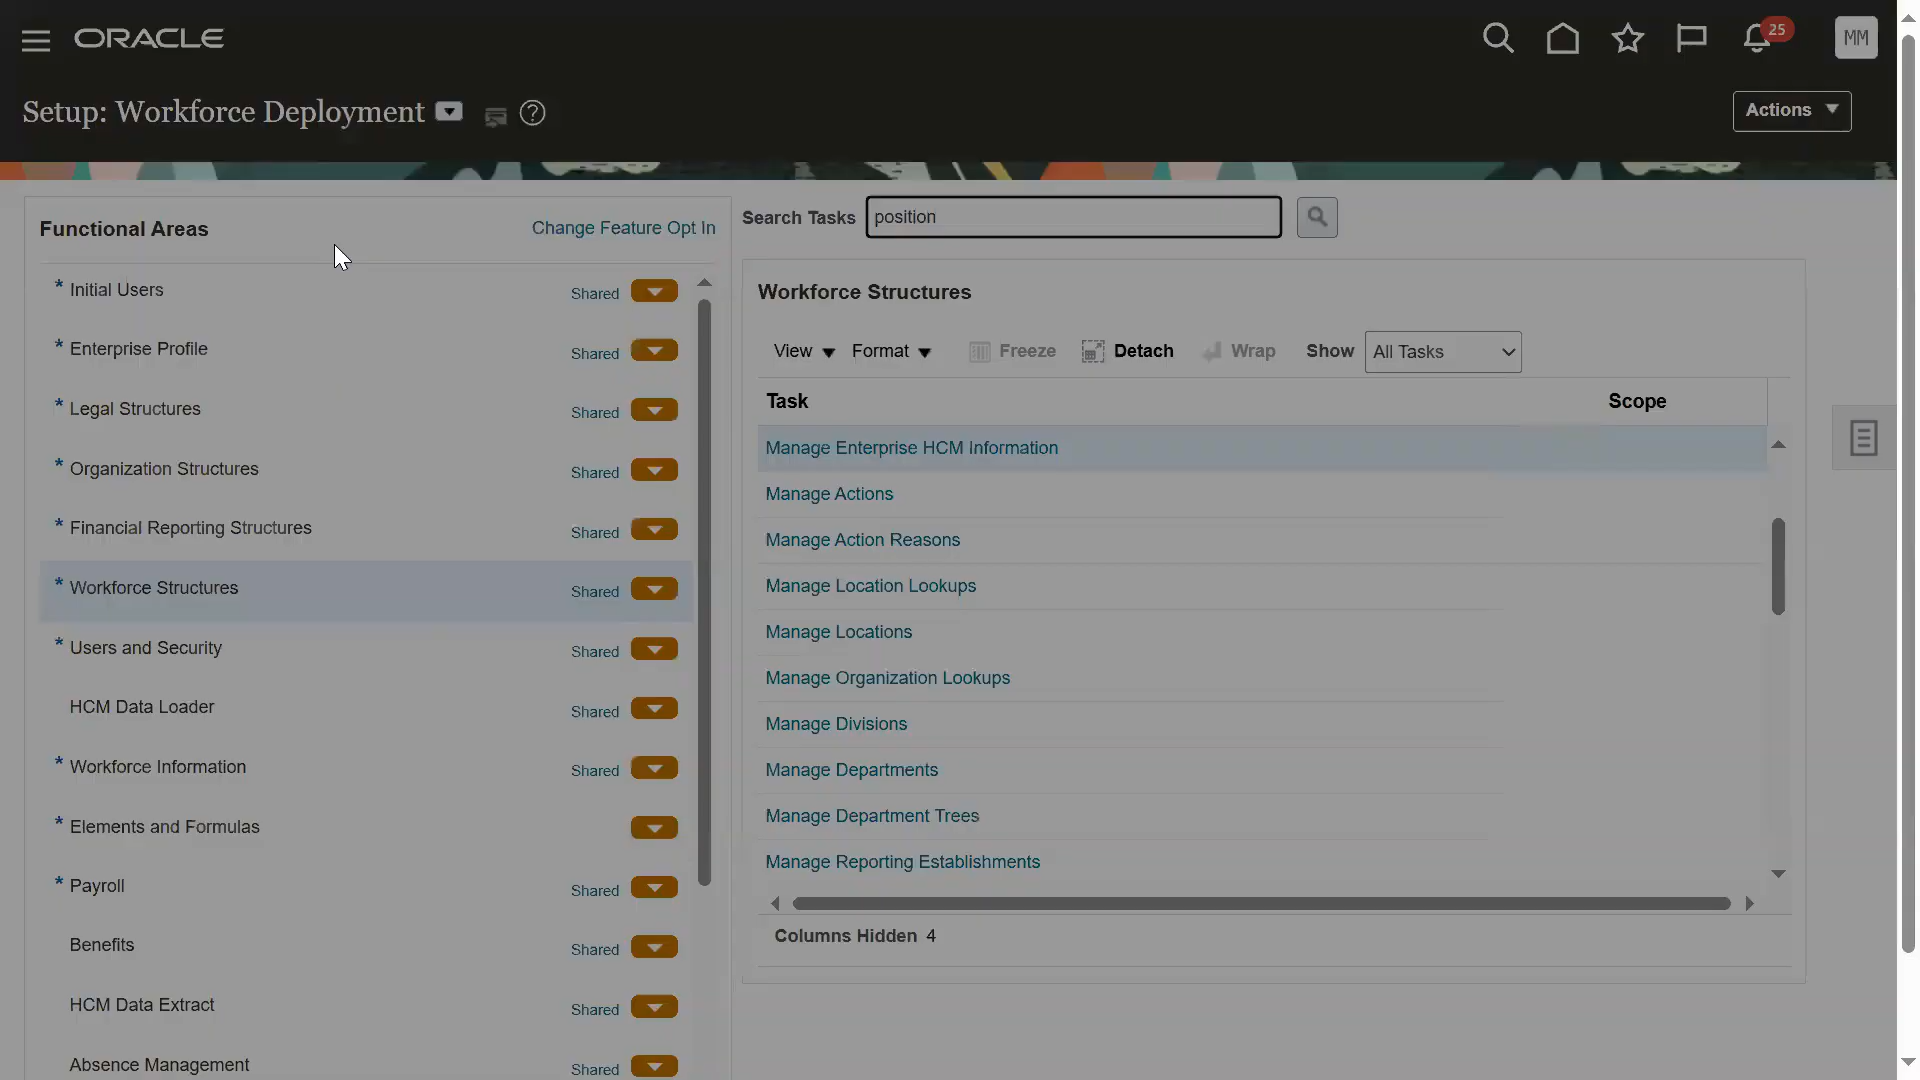 ORACLE
25
MM
Setup: Workforce Deployment
Actions
Functional Areas
Change Feature Opt In
* Initial Users Shared
* Enterprise Profile Shared
* Legal Structures Shared
* Organization Structures Shared
* Financial Reporting Structures Shared
* Workforce Structures Shared
* Users and Security Shared
HCM Data Loader Shared
* Workforce Information Shared
* Elements and Formulas
* Payroll Shared
Benefits Shared
HCM Data Extract Shared
Absence Management Shared
Search Tasks position
Workforce Structures
View Format Freeze Detach Wrap Show All Tasks
Task Scope
Manage Enterprise HCM Information
Manage Actions
Manage Action Reasons
Manage Location Lookups
Manage Locations
Manage Organization Lookups
Manage Divisions
Manage Departments
Manage Department Trees
Manage Reporting Establishments
Columns Hidden 4